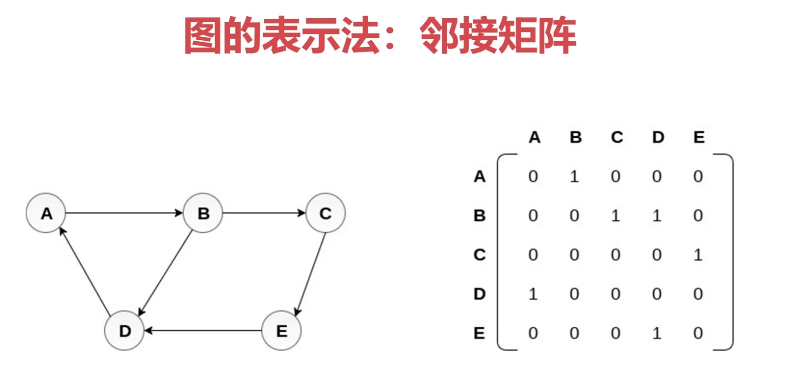 图的表示法：邻接矩阵
A B C D E
A 0 1 0 0 0
A B C
B 0 0 1 1 0
C 0 0 0 0 1
D 1 0 0 0 0
D E
E 0 0 0 1 0